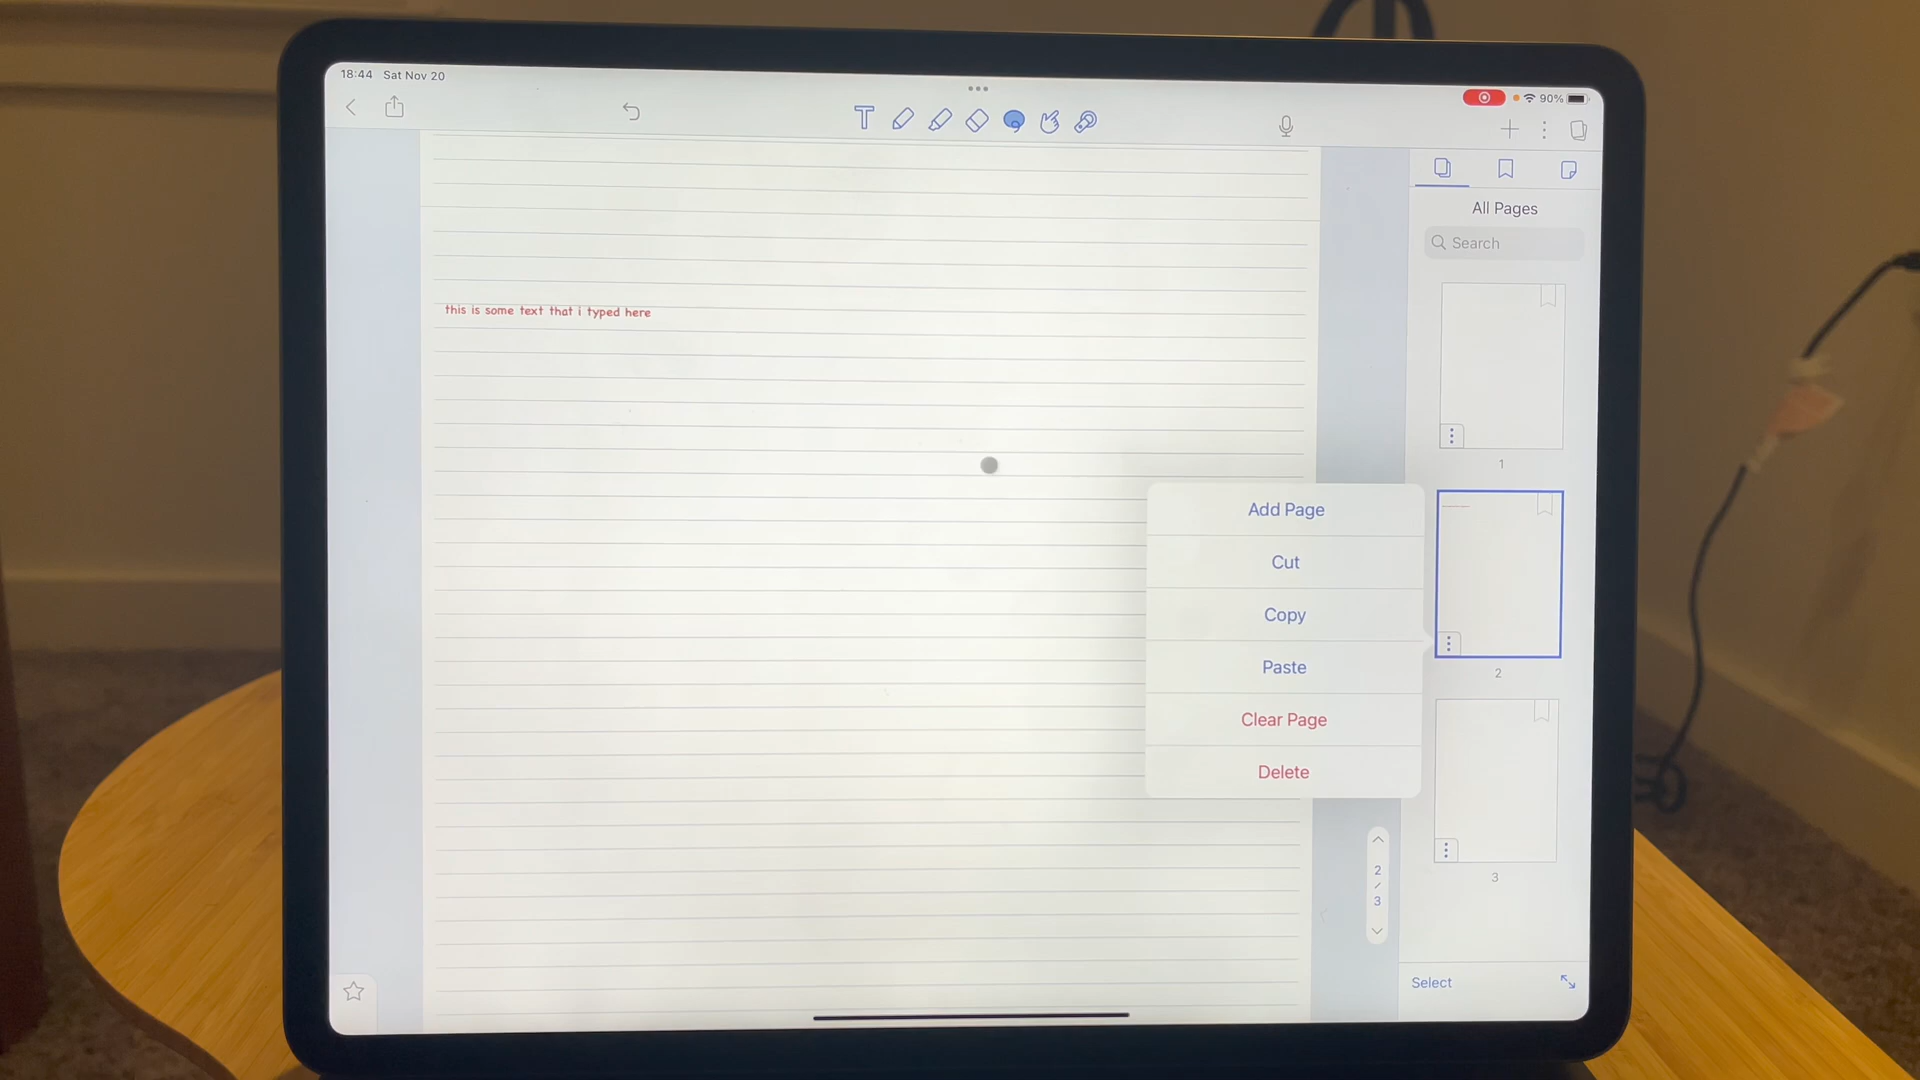 18:44 Sat Nov 20
90%
T
All Pages
Search
this is some text that i typed here
1
Add Page
Cut
Copy
Paste
Clear Page
Delete
2
3
2
/
3
Select